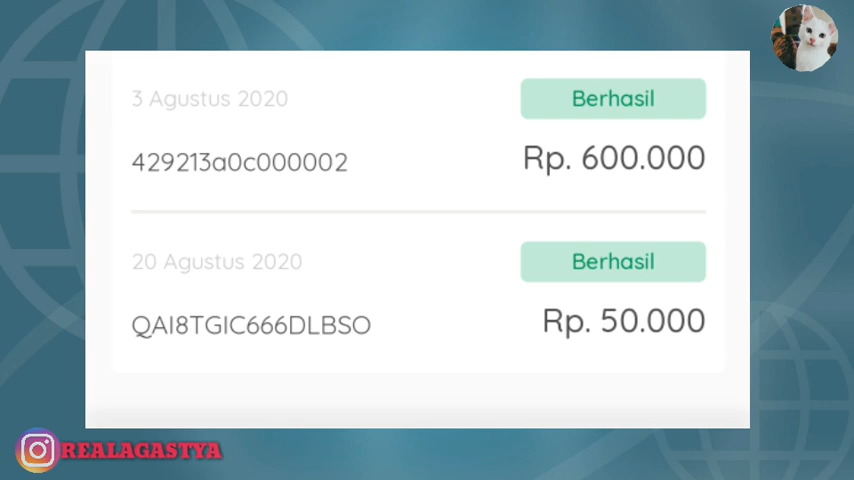 3 Agustus 2020
Berhasil
429213a0c000002
Rp. 600.000
20 Agustus 2020
Berhasil
QAI8TGIC666DLBSO
Rp. 50.000
REALAGASTYA